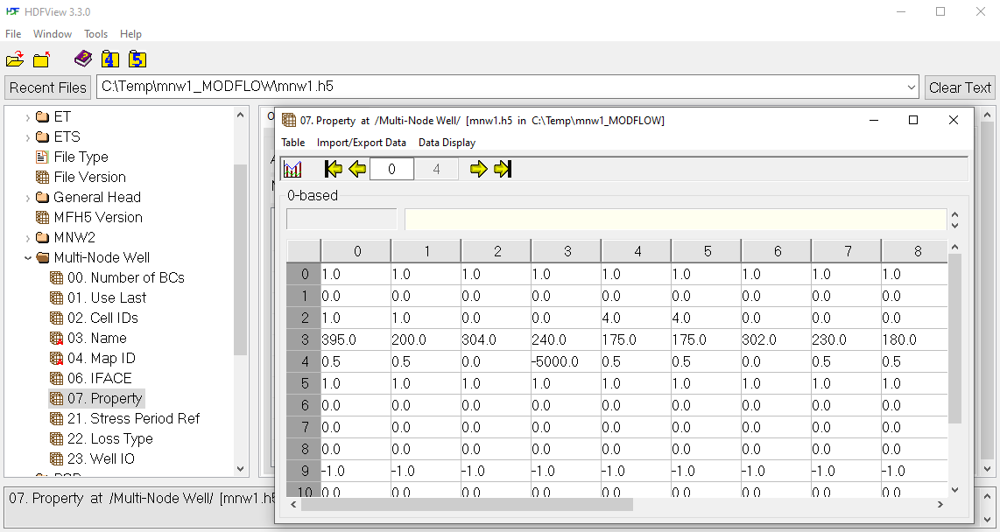 HDF HDFView 3.3.0
File Window Tools Help
4 5
Recent Files C:\Temp\mnw1_MODFLOW\mnw1.h5 Clear Text
ET
ETS
File Type
File Version
General Head
MFH5 Version
MNW2
Multi-Node Well
00. Number of BCs
01. Use Last
02. Cell IDs
03. Name
04. Map ID
06. IFACE
07. Property
21. Stress Period Ref
22. Loss Type
23. Well IO
07. Property at /Multi-Node Well/ [mnw1.h5 in C:\Temp\mnw1_MODFLOW]
Table Import/Export Data Data Display
0 4
0-based
0 1 2 3 4 5 6 7 8
0 1.0 1.0 1.0 1.0 1.0 1.0 1.0 1.0 1.0
1 0.0 0.0 0.0 0.0 0.0 0.0 0.0 0.0 0.0
2 1.0 1.0 0.0 0.0 4.0 4.0 0.0 0.0 0.0
3 395.0 200.0 304.0 240.0 175.0 175.0 302.0 230.0 180.0
4 0.5 0.5 0.0 -5000.0 0.5 0.5 0.0 0.5 0.5
5 1.0 1.0 1.0 1.0 1.0 1.0 1.0 1.0 1.0
6 0.0 0.0 0.0 0.0 0.0 0.0 0.0 0.0 0.0
7 0.0 0.0 0.0 0.0 0.0 0.0 0.0 0.0 0.0
8 0.0 0.0 0.0 0.0 0.0 0.0 0.0 0.0 0.0
9 -1.0 -1.0 -1.0 -1.0 -1.0 -1.0 -1.0 -1.0 -1.0
10 0.0 0.0 0.0 0.0 0.0 0.0 0.0 0.0 0.0
07. Property at /Multi-Node Well/ [mnw1.h5